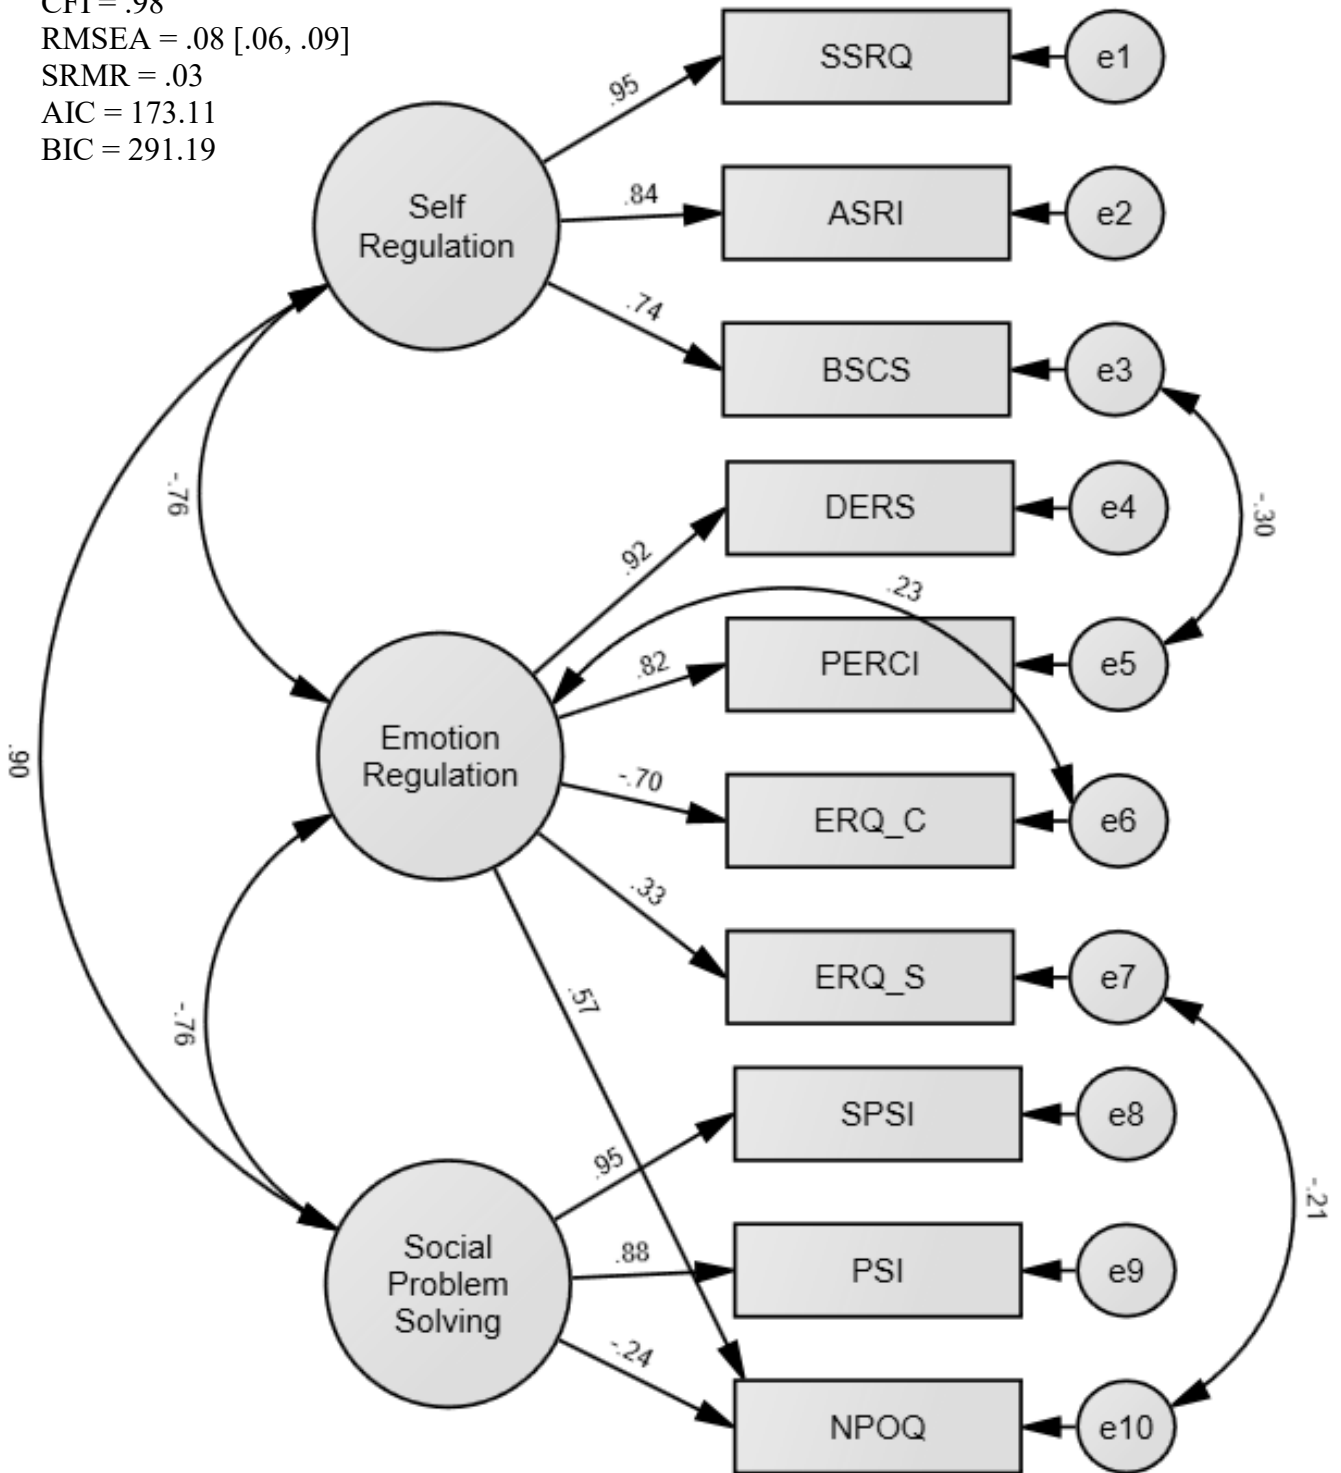 CFI = .98
RMSEA = .08 [.06, .09]
SRMR = .03
AIC = 173.11
BIC = 291.19
SSRQ
e1
.95
Self
Regulation
.84
ASRI
e2
.74
BSCS
e3
-.76
-.30
DERS
e4
.92
.23
.82
PERCI
e5
Emotion
Regulation
.90
-.70
ERQ_C
e6
.33
ERQ_S
e7
.57
-.76
SPSI
e8
.95
-.21
Social
Problem
Solving
.88
PSI
e9
-.24
NPOQ
e10